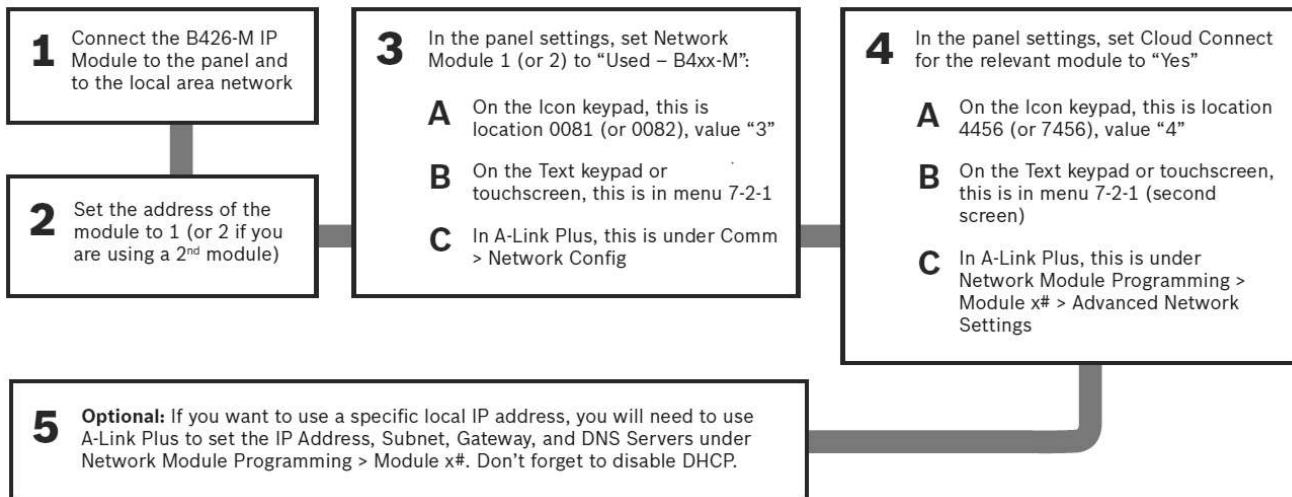 1
Connect the B426-M IP
Module to the panel and
to the local area network
2
Set the address of the
module to 1 (or 2 if you
are using a 2nd module)
3
In the panel settings, set Network
Module 1 (or 2) to “Used – B4xx-M”:
A
On the Icon keypad, this is
location 0081 (or 0082), value “3”
B
On the Text keypad or
touchscreen, this is in menu 7-2-1
C
In A-Link Plus, this is under Comm
> Network Config
4
In the panel settings, set Cloud Connect
for the relevant module to “Yes”
A
On the Icon keypad, this is location
4456 (or 7456), value “4”
B
On the Text keypad or touchscreen,
this is in menu 7-2-1 (second
screen)
C
In A-Link Plus, this is under
Network Module Programming >
Module x# > Advanced Network
Settings
5
Optional: If you want to use a specific local IP address, you will need to use
A-Link Plus to set the IP Address, Subnet, Gateway, and DNS Servers under
Network Module Programming > Module x#. Don’t forget to disable DHCP.